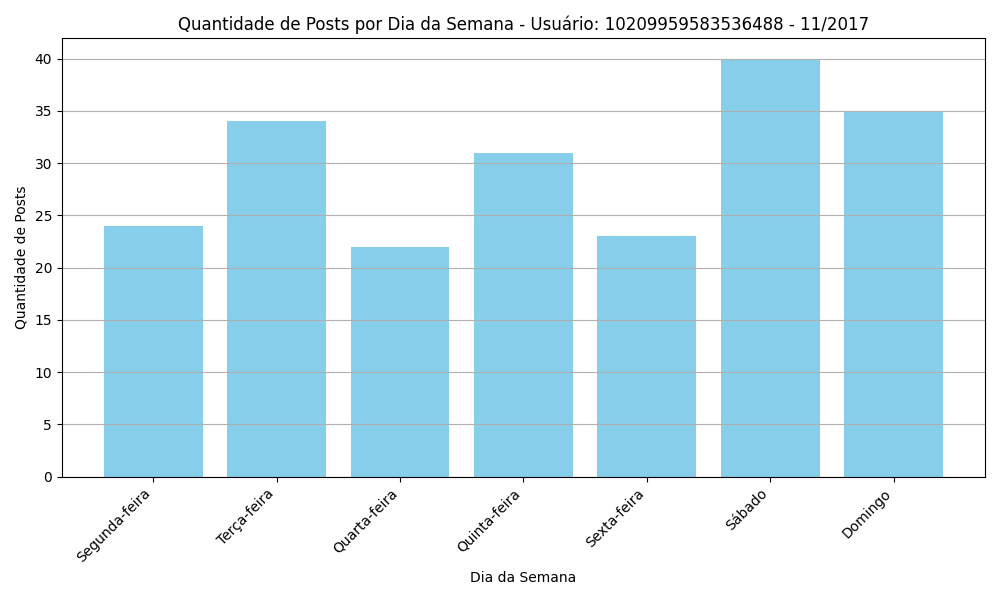 Quantidade de Posts por Dia da Semana - Usuário: 10209959583536488 - 11/2017
Quantidade de Posts
40
35
30
25
20
15
10
5
0
Segunda-feira
Terça-feira
Quarta-feira
Quinta-feira
Sexta-feira
Sábado
Domingo
Dia da Semana